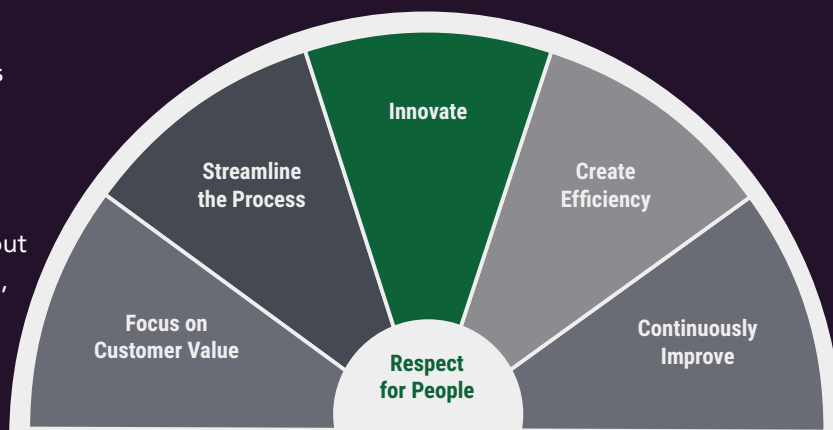 Innovate
Streamline
the Process
Create
Efficiency
Focus on
Customer Value
Continuously
Improve
Respect
for People